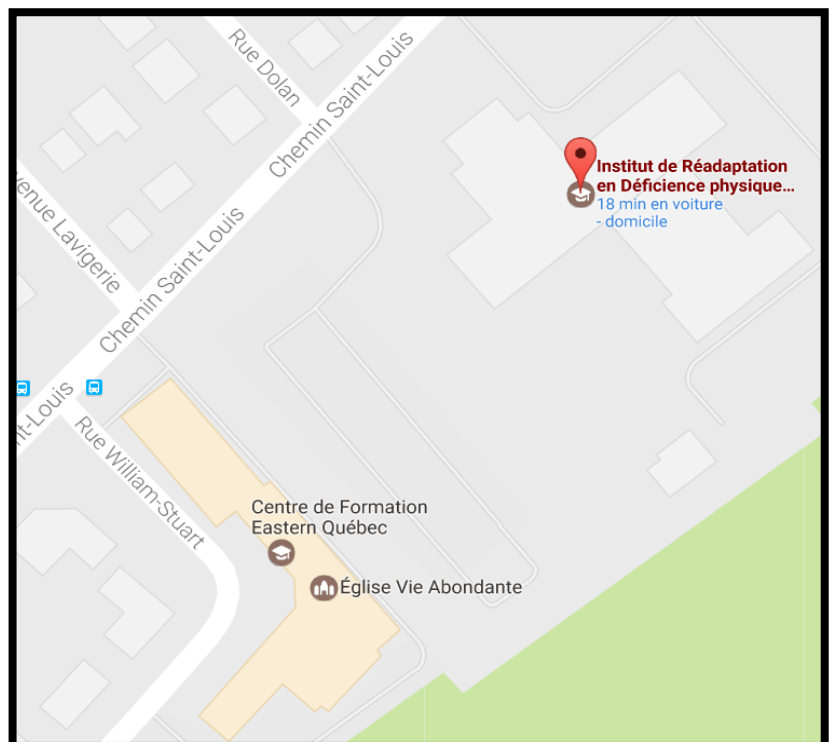 Rue Dolan
Chemin Saint-Louis
Institut de Réadaptation
en Déficience physique...
18 min en voiture
- domicile
venue Lavigerie
Chemin Saint-Louis
nt-Louis
Rue William-Stuart
Centre de Formation
Eastern Québec
Église Vie Abondante